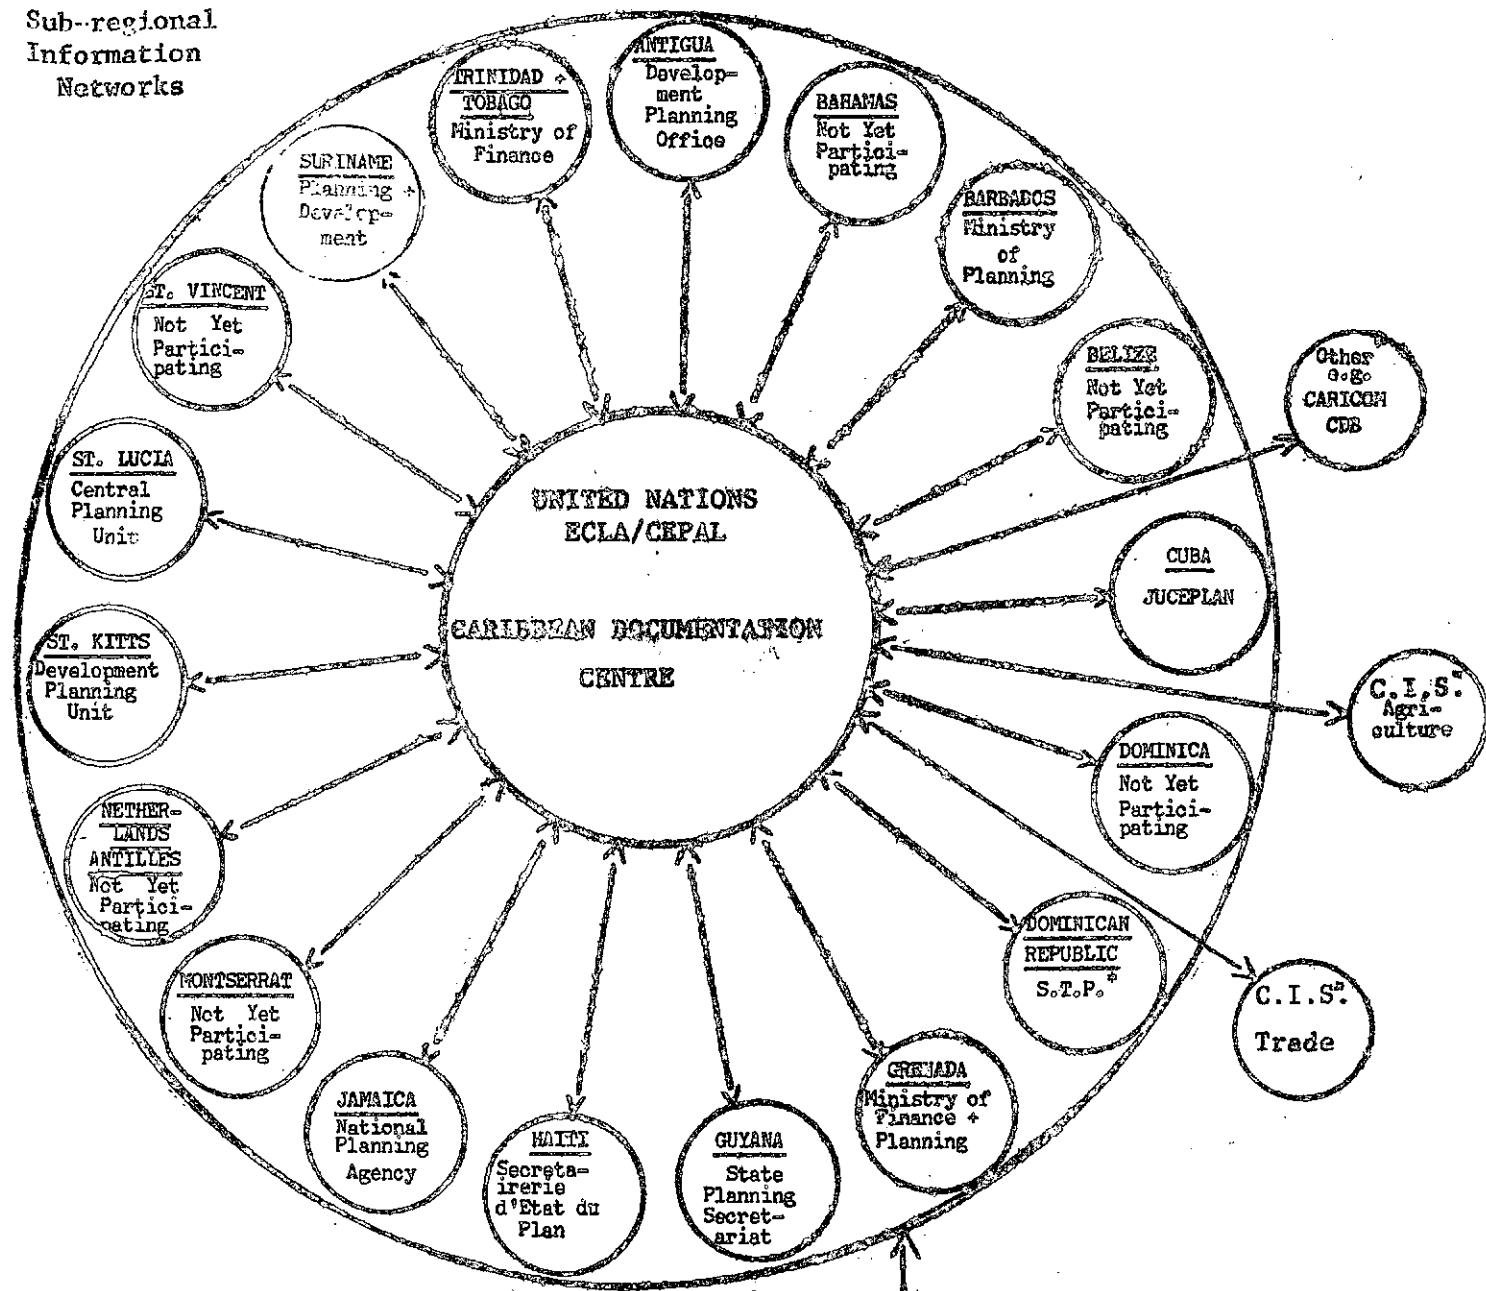 Sub-regional
Information
Networks
ANTIGUA
Develop-
ment
Planning
Office
BAHAMAS
Not Yet
Partici-
pating
BARBADOS
Ministry
of
Planning
BELIZE
Not Yet
Partici-
pating
Other
e.g.
CARICOM
CDB
CUBA
JUCEPLAN
C.I.S."
Agri-
culture
DOMINICA
Not Yet
Partici-
pating
DOMINICAN
REPUBLIC
S.T.P.*
C.I.S".
Trade
GRENADA
Ministry of
Finance +
Planning
GUYANA
State
Planning
Secret-
ariat
HAITI
Secreta-
irerie
d'Etat du
Plan
JAMAICA
National
Planning
Agency
MONTSERRAT
Not Yet
Partici-
pating
NETHER-
LANDS
ANTILLES
Not Yet
Partici-
pating
ST. KITTS
Development
Planning
Unit
ST. LUCIA
Central
Planning
Unit
ST. VINCENT
Not Yet
Partici-
pating
SURINAME
Planning +
Develop-
ment
TRINIDAD +
TOBAGO
Ministry of
Finance
UNITED NATIONS
ECLA/CEPAL
CARIBBEAN DOCUMENTATION
CENTRE